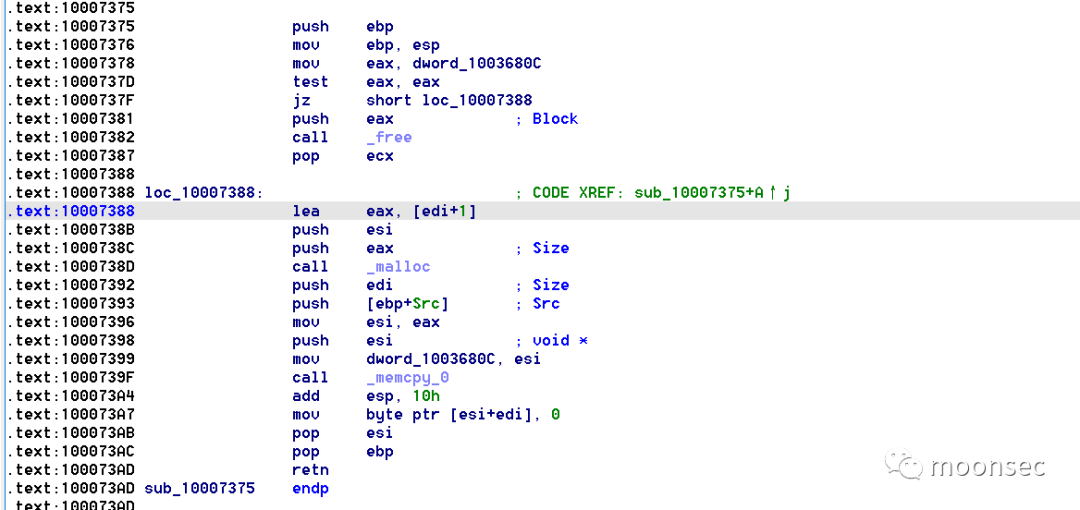 .text:10007375
.text:10007375 push ebp
.text:10007376 mov ebp, esp
.text:10007378 mov eax, dword_1003680C
.text:1000737D test eax, eax
.text:1000737F jz short loc_10007388
.text:10007381 push eax ; Block
.text:10007382 call _free
.text:10007387 pop ecx
.text:10007388
.text:10007388 loc_10007388: ; CODE XREF: sub_10007375+A↑j
.text:10007388 lea eax, [edi+1]
.text:1000738B push esi
.text:1000738C push eax ; Size
.text:1000738D call _malloc
.text:10007392 push edi ; Size
.text:10007393 push [ebp+Src] ; Src
.text:10007396 mov esi, eax
.text:10007398 push esi ; void *
.text:10007399 mov dword_1003680C, esi
.text:1000739F call _memcpy_0
.text:100073A4 add esp, 10h
.text:100073A7 mov byte ptr [esi+edi], 0
.text:100073AB pop esi
.text:100073AC pop ebp
.text:100073AD retn
.text:100073AD sub_10007375 endp
.text:100073AD
moonsec